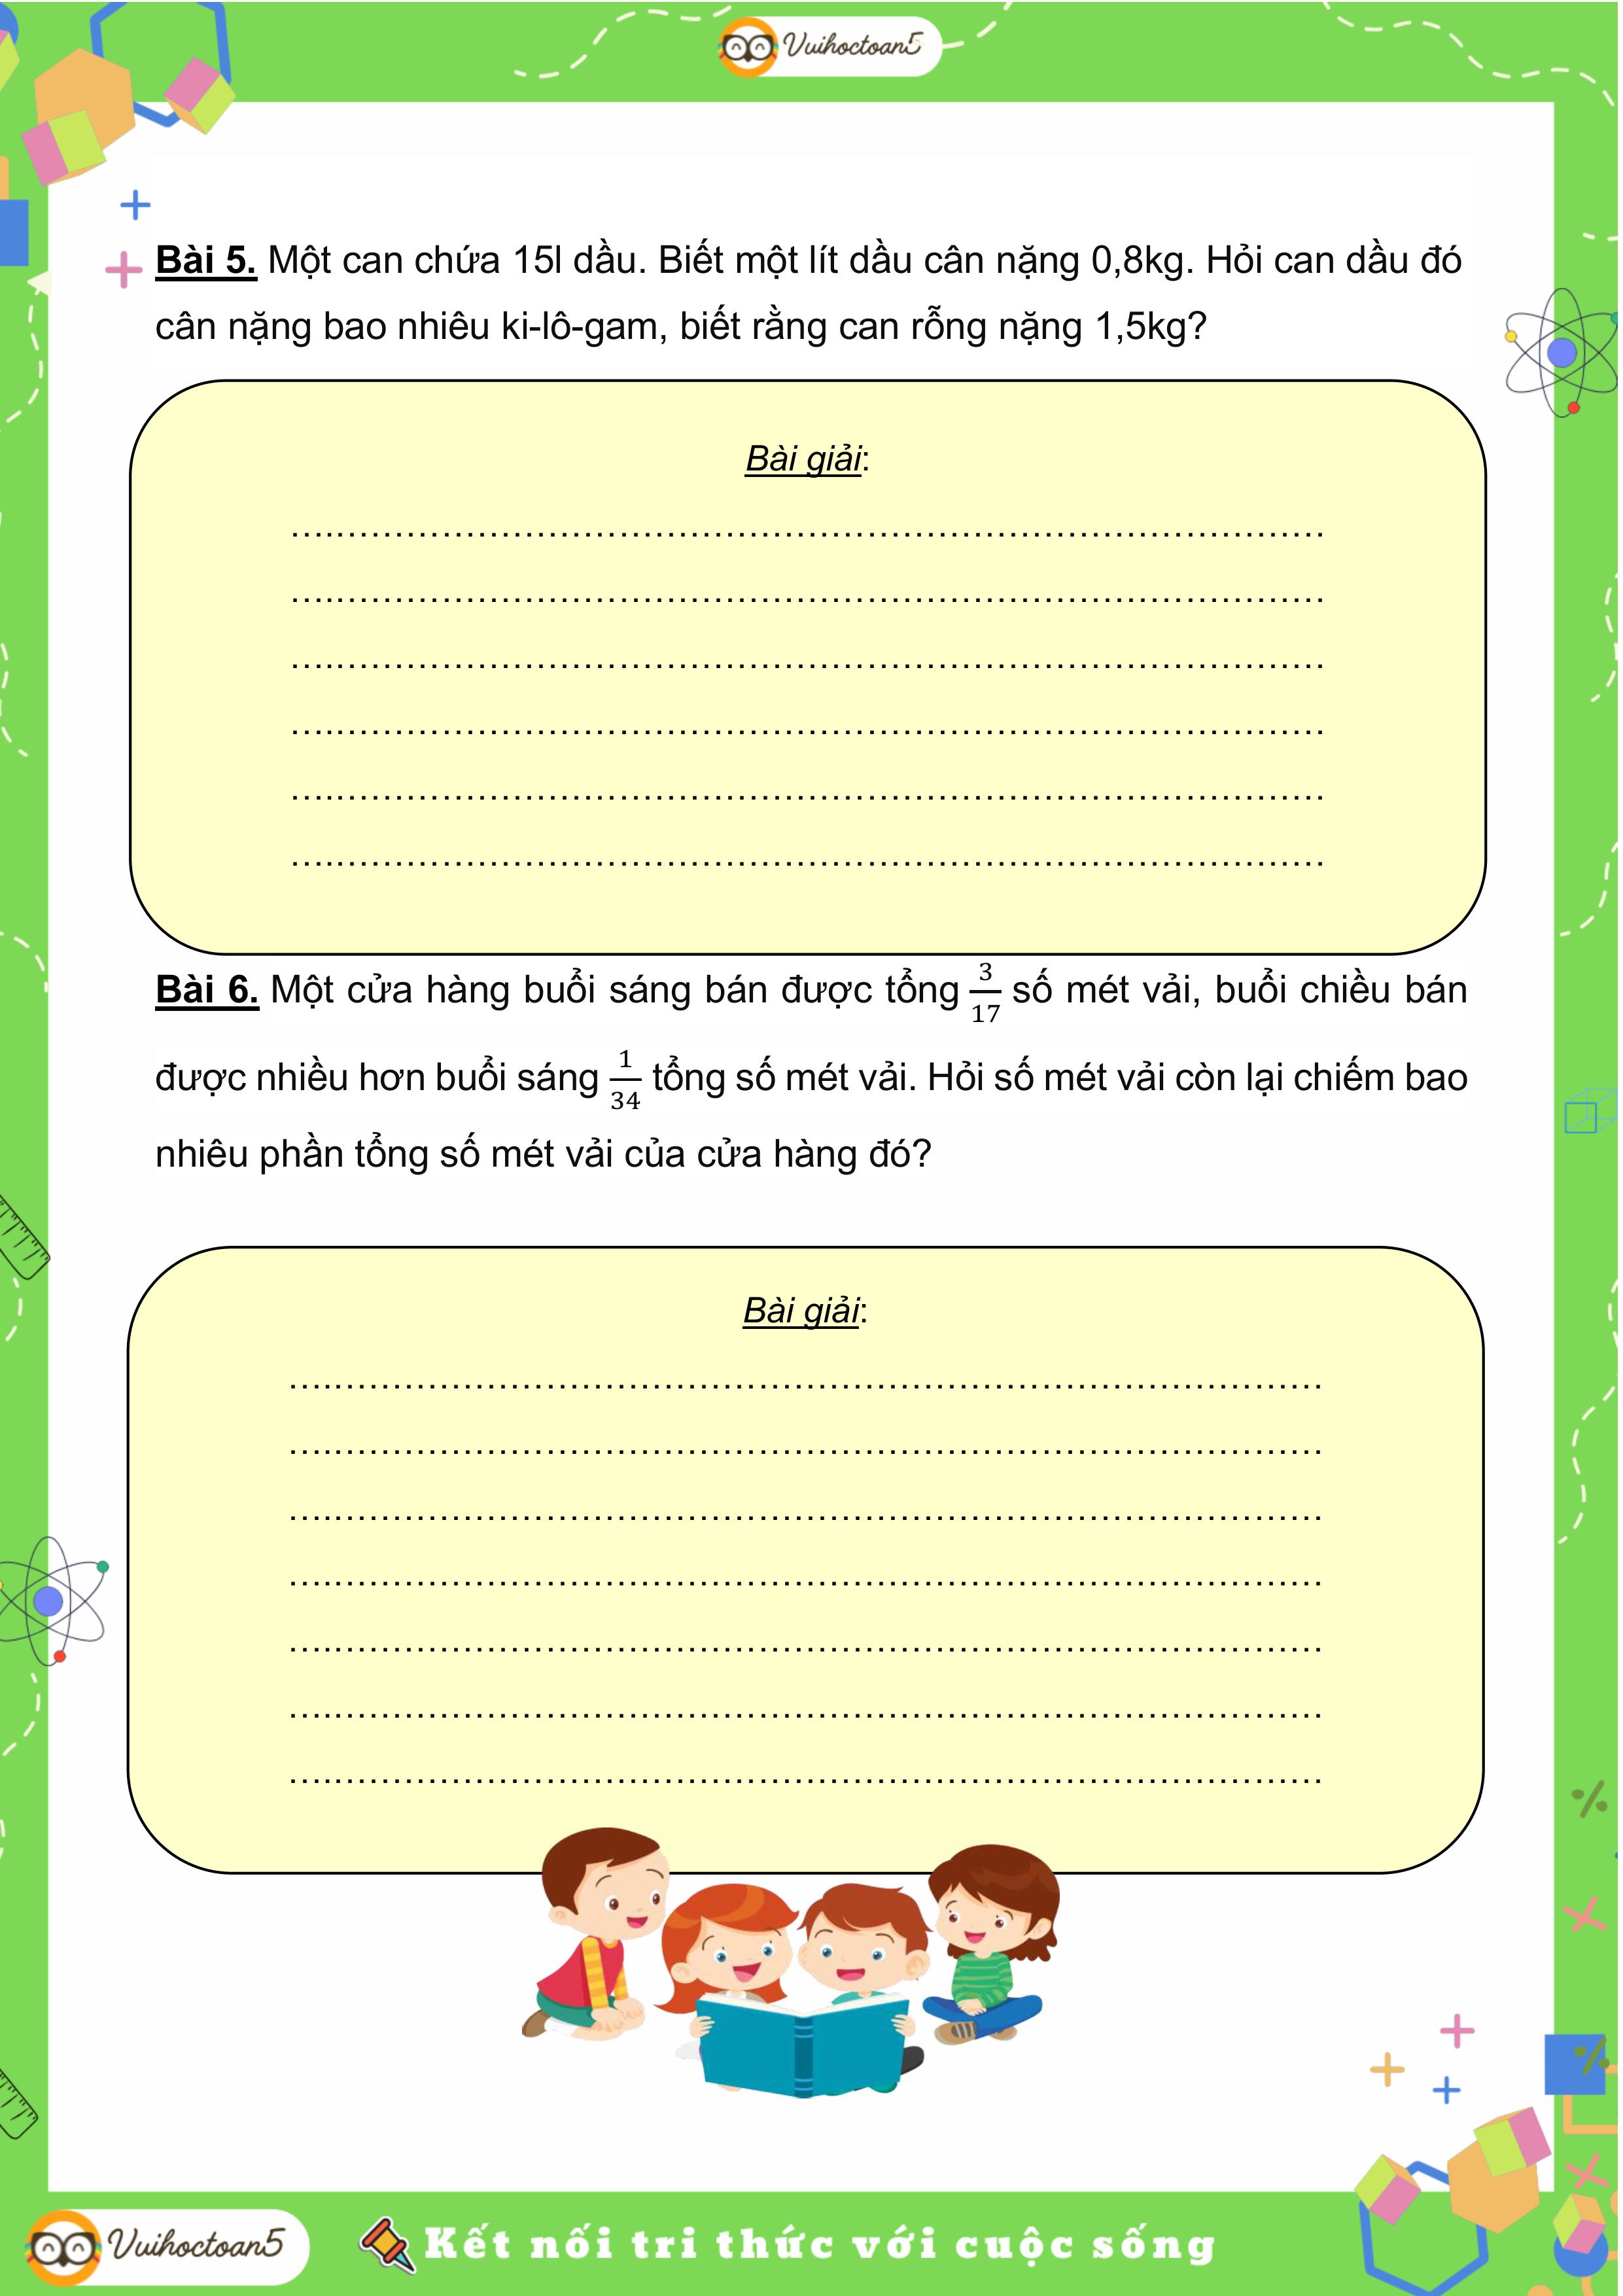 Vuihoctoan5
Bài 5. Một can chứa 15l dầu. Biết một lít dầu cân nặng 0,8kg. Hỏi can dầu đó
cân nặng bao nhiêu ki-lô-gam, biết rằng can rỗng nặng 1,5kg?
Bài giải:
Bài 6. Một cửa hàng buổi sáng bán được tổng 3/17 số mét vải, buổi chiều bán
được nhiều hơn buổi sáng 1/34 tổng số mét vải. Hỏi số mét vải còn lại chiếm bao
nhiêu phần tổng số mét vải của cửa hàng đó?
Bài giải:
Vuihoctoan5
Kết nối tri thức với cuộc sống